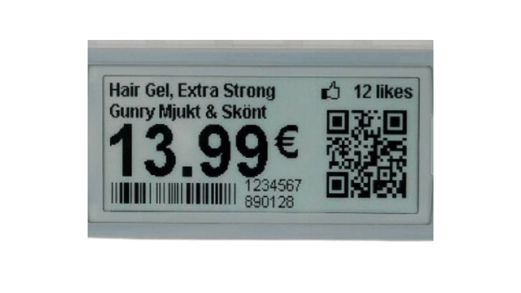 Hair Gel, Extra Strong
12 likes
Gunry Mjukt & Skönt
13.99€
1234567
890128